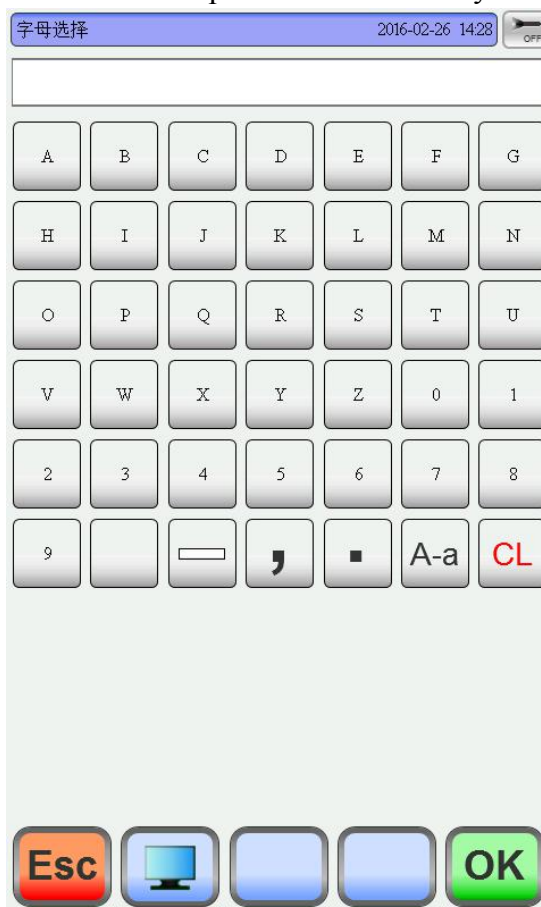 字母选择 2016-02-26 14:28 OFF
A B C D E F G
H I J K L M N
O P Q R S T U
V W X Y Z 0 1
2 3 4 5 6 7 8
9 , . A-a CL
Esc OK